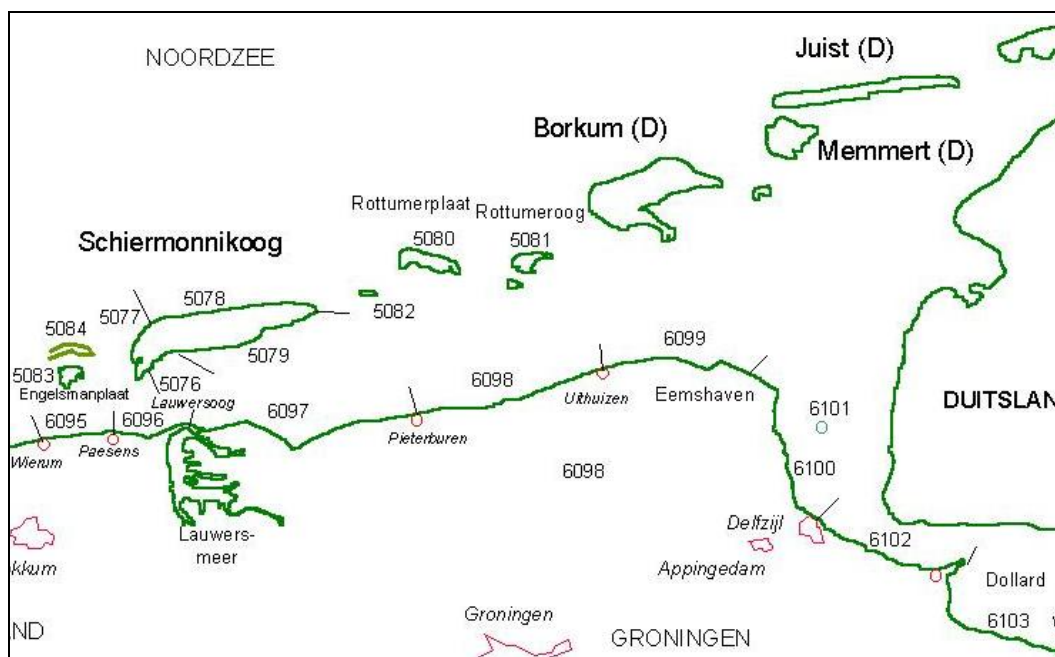 NOORDZEE
Juist (D)
Borkum (D)
Memmert (D)
Rottumerplaat
Rottumeroog
5080
5081
Schiermonnikoog
5078
5077
5082
5084
5079
5083
5076
Engelsmanplaat
Lauwersoog
6099
6095
6096
6097
6098
Uithuizen
Eemshaven
DUITSLAN
Wierum
Paesens
Pieterburen
6101
6098
6100
Lauwers-
meer
Delfzijl
6102
kkum
Appingedam
Dollard
Groningen
6103
AND
GRONINGEN